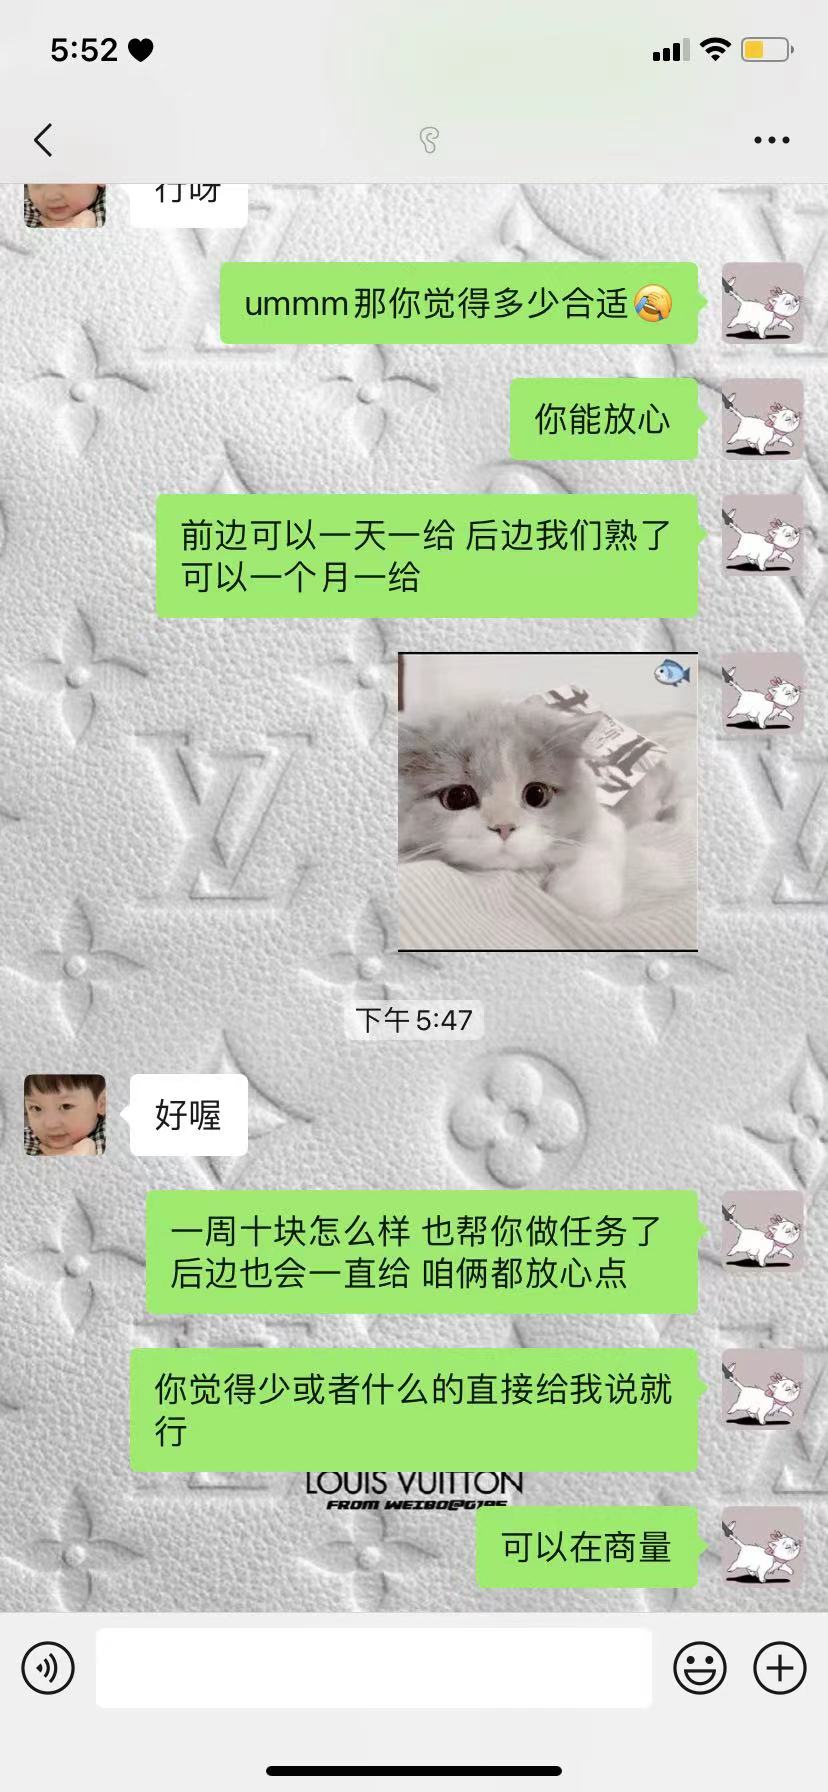 5:52
行呀
ummm那你觉得多少合适
你能放心
前边可以一天一给 后边我们熟了
可以一个月一给
下午5:47
好喔
一周十块怎么样 也帮你做任务了
后边也会一直给 咱俩都放心点
你觉得少或者什么的直接给我说就
行
LOUIS VUITTON
FROM WEIBO@G185
可以在商量